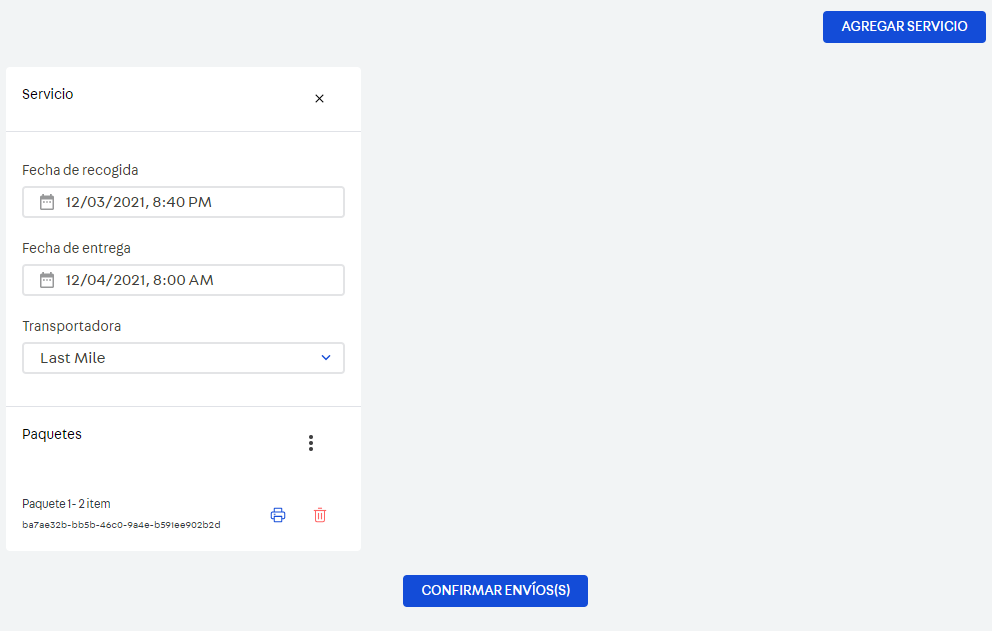 AGREGAR SERVICIO
Servicio
Fecha de recogida
12/03/2021, 8:40 PM
Fecha de entrega
12/04/2021, 8:00 AM
Transportadora
Last Mile
Paquetes
Paquete 1 - 2 item
ba7ae32b-bb5b-46c0-9a4e-b591ee902b2d
CONFIRMAR ENVÍOS(S)